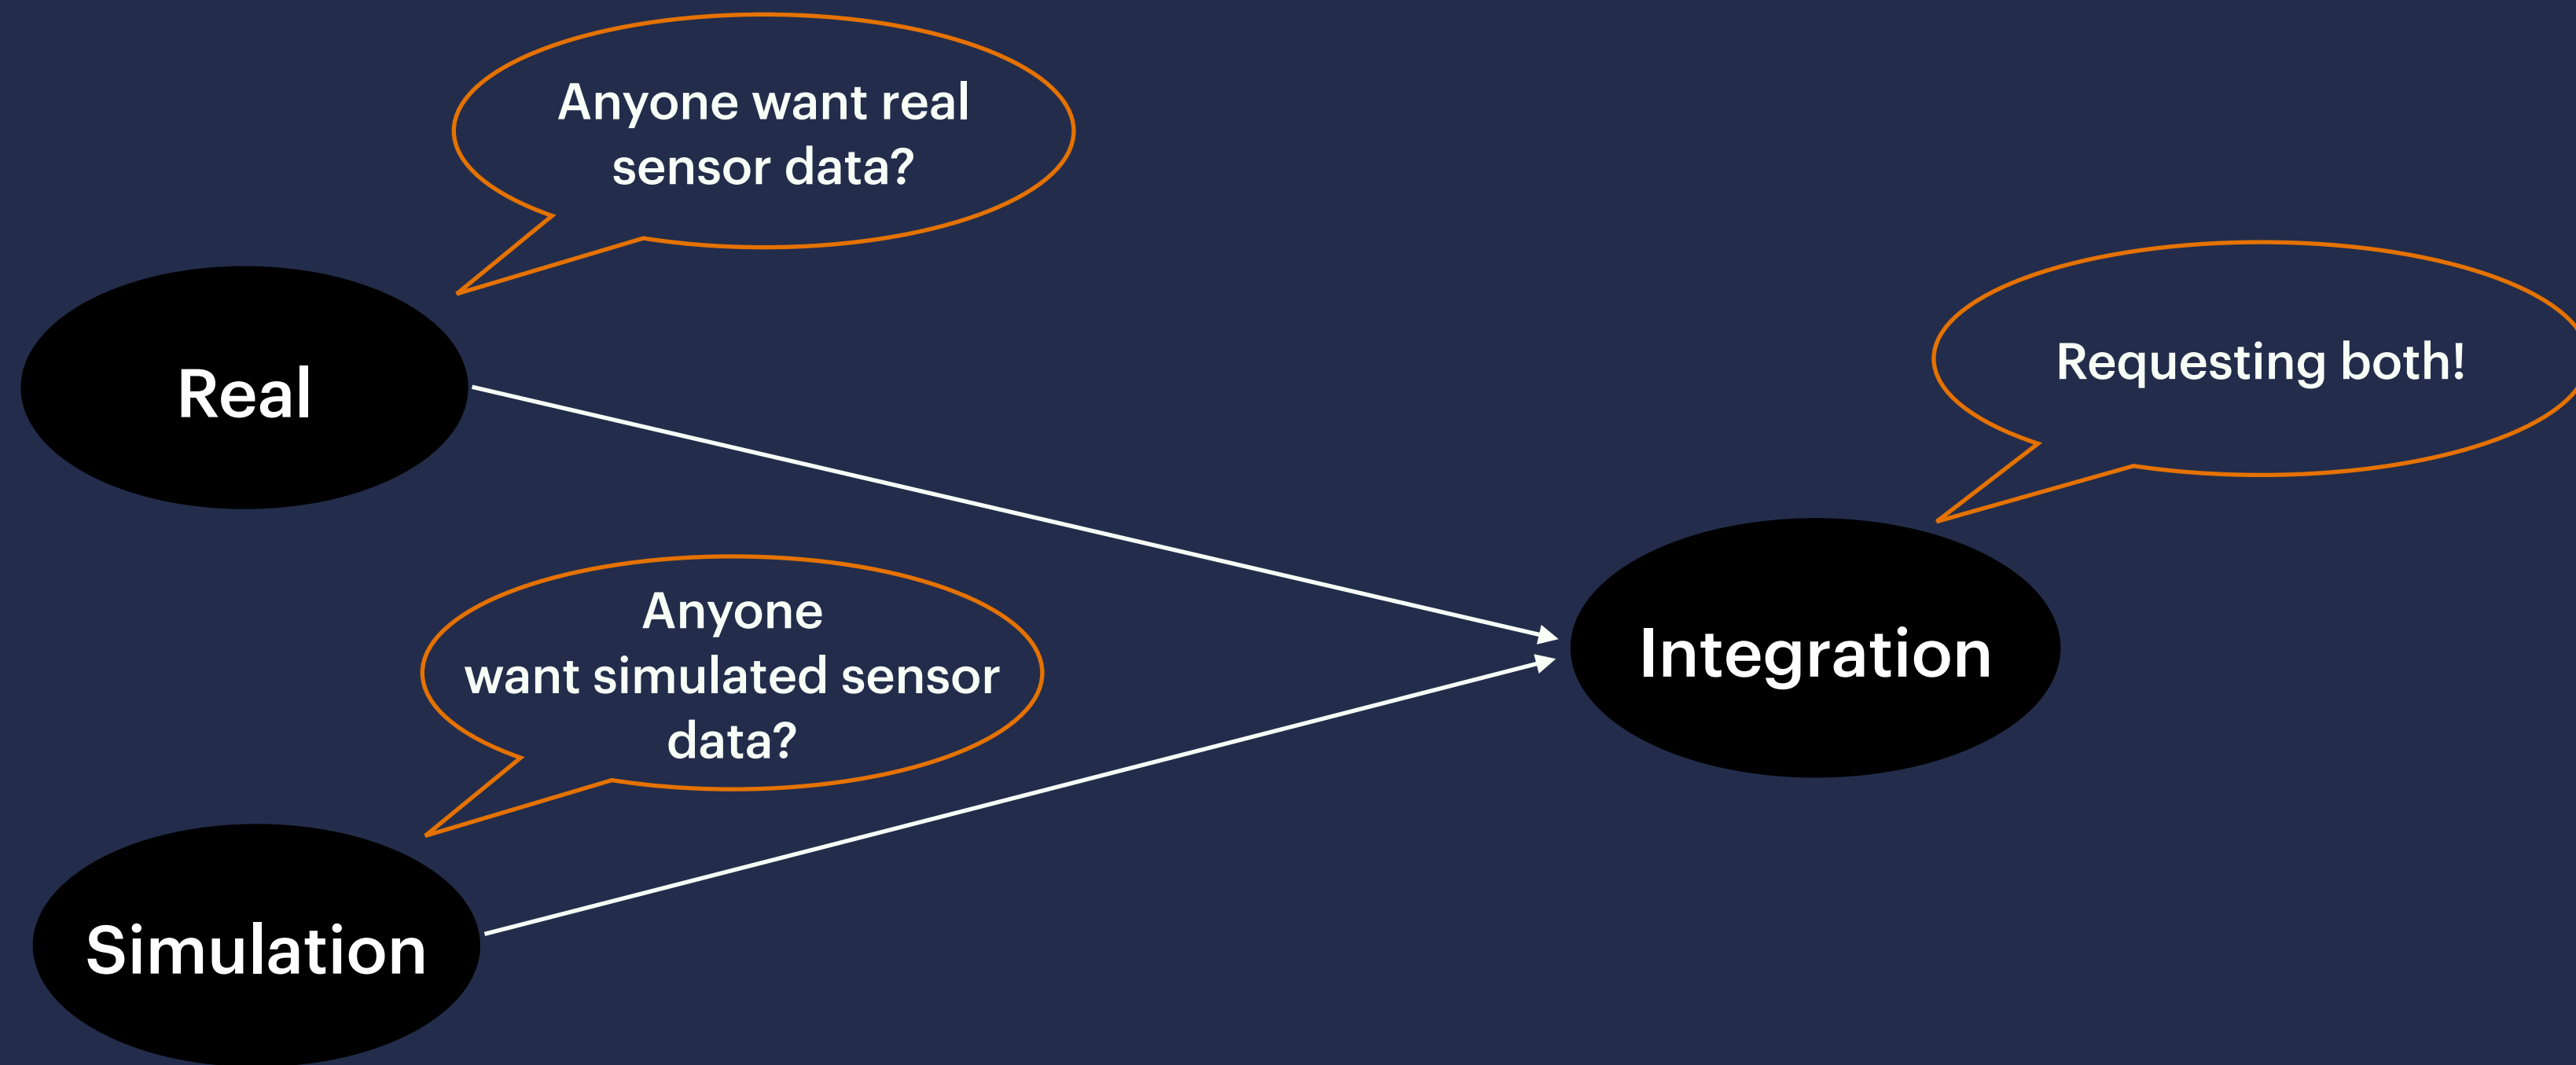 Anyone want real
sensor data?
Real
Requesting both!
Anyone
want simulated sensor
data?
Integration
Simulation